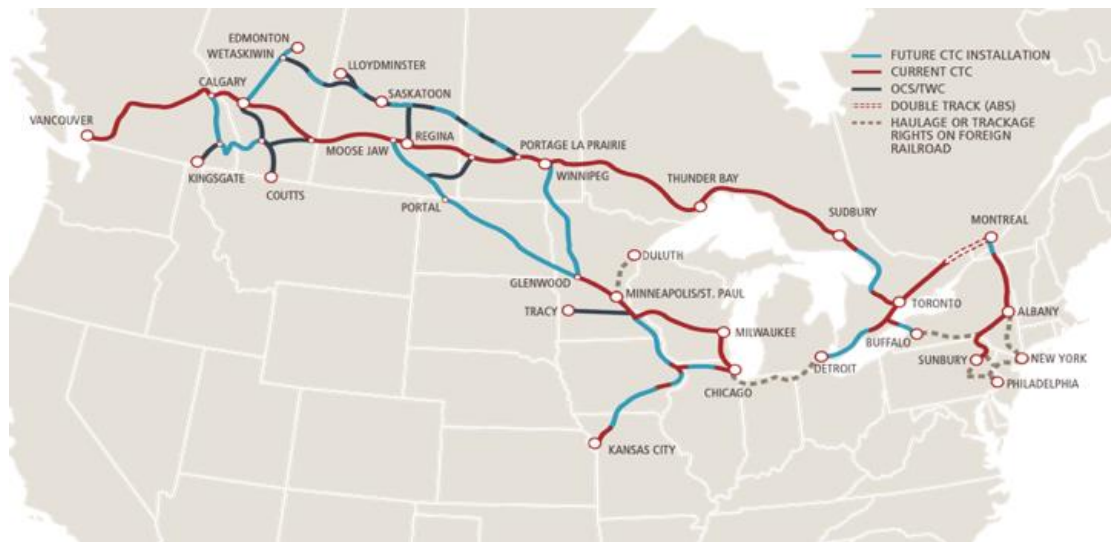 EDMONTON
WETASKIWIN
LLOYDMINSTER
CALGARY
SASKATOON
VANCOUVER
REGINA
MOOSE JAW
PORTAGE LA PRAIRIE
WINNIPEG
KINGSGATE
COUTTS
PORTAL
THUNDER BAY
SUDBURY
MONTREAL
DULUTH
GLENWOOD
MINNEAPOLIS/ST. PAUL
TRACY
MILWAUKEE
TORONTO
ALBANY
BUFFALO
DETROIT
SUNBURY
NEW YORK
PHILADELPHIA
CHICAGO
KANSAS CITY
FUTURE CTC INSTALLATION
CURRENT CTC
OCS/TWC
DOUBLE TRACK (ABS)
HAULAGE OR TRACKAGE
RIGHTS ON FOREIGN
RAILROAD